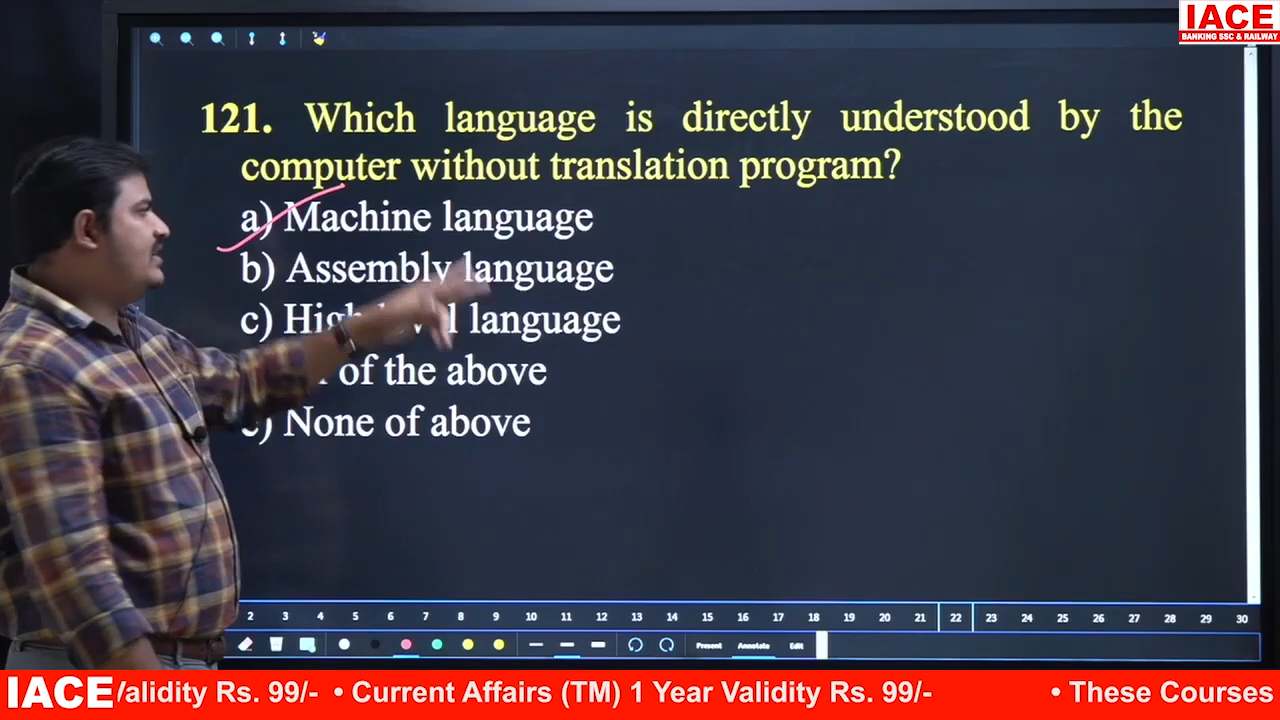 IACE
BANKING SSC & RAILWAY
121. Which language is directly understood by the
computer without translation program?
a) Machine language
b) Assembly language
c) High level language
of the above
None of above
2 3 4 5 6 7 8 9 10 11 12 13 14 15 16 17 18 19 20 21 22 23 24 25 26 27 28 29 30
Present Annotate Edit
IACE Validity Rs. 99/- • Current Affairs (TM) 1 Year Validity Rs. 99/- • These Courses